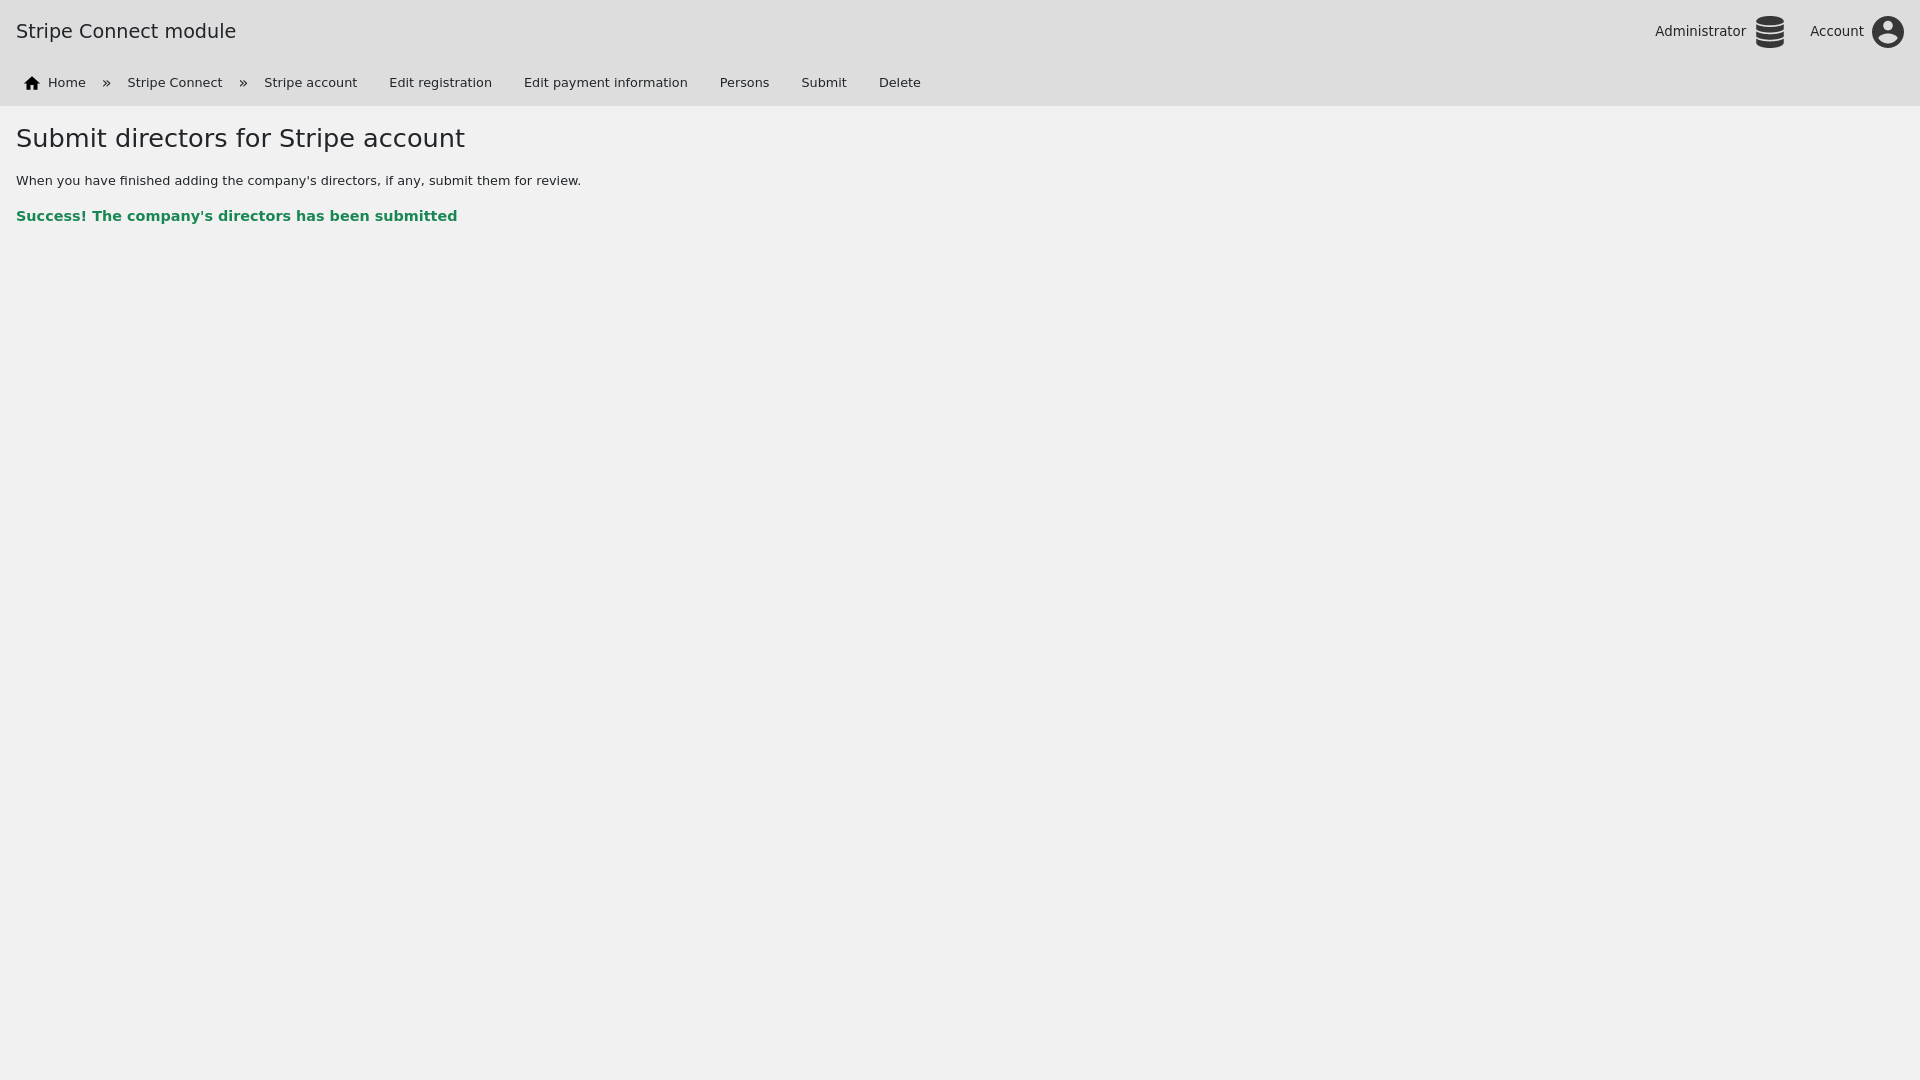 Stripe Connect module
Administrator
Account
Home » Stripe Connect » Stripe account Edit registration Edit payment information Persons Submit Delete
Submit directors for Stripe account
When you have finished adding the company's directors, if any, submit them for review.
Success! The company's directors has been submitted